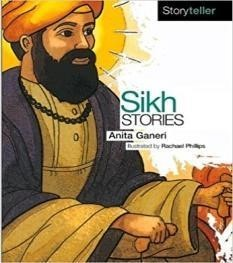 Storyteller
Sikh
STORIES
Anita Ganeri
Illustrated by Rachael Phillips